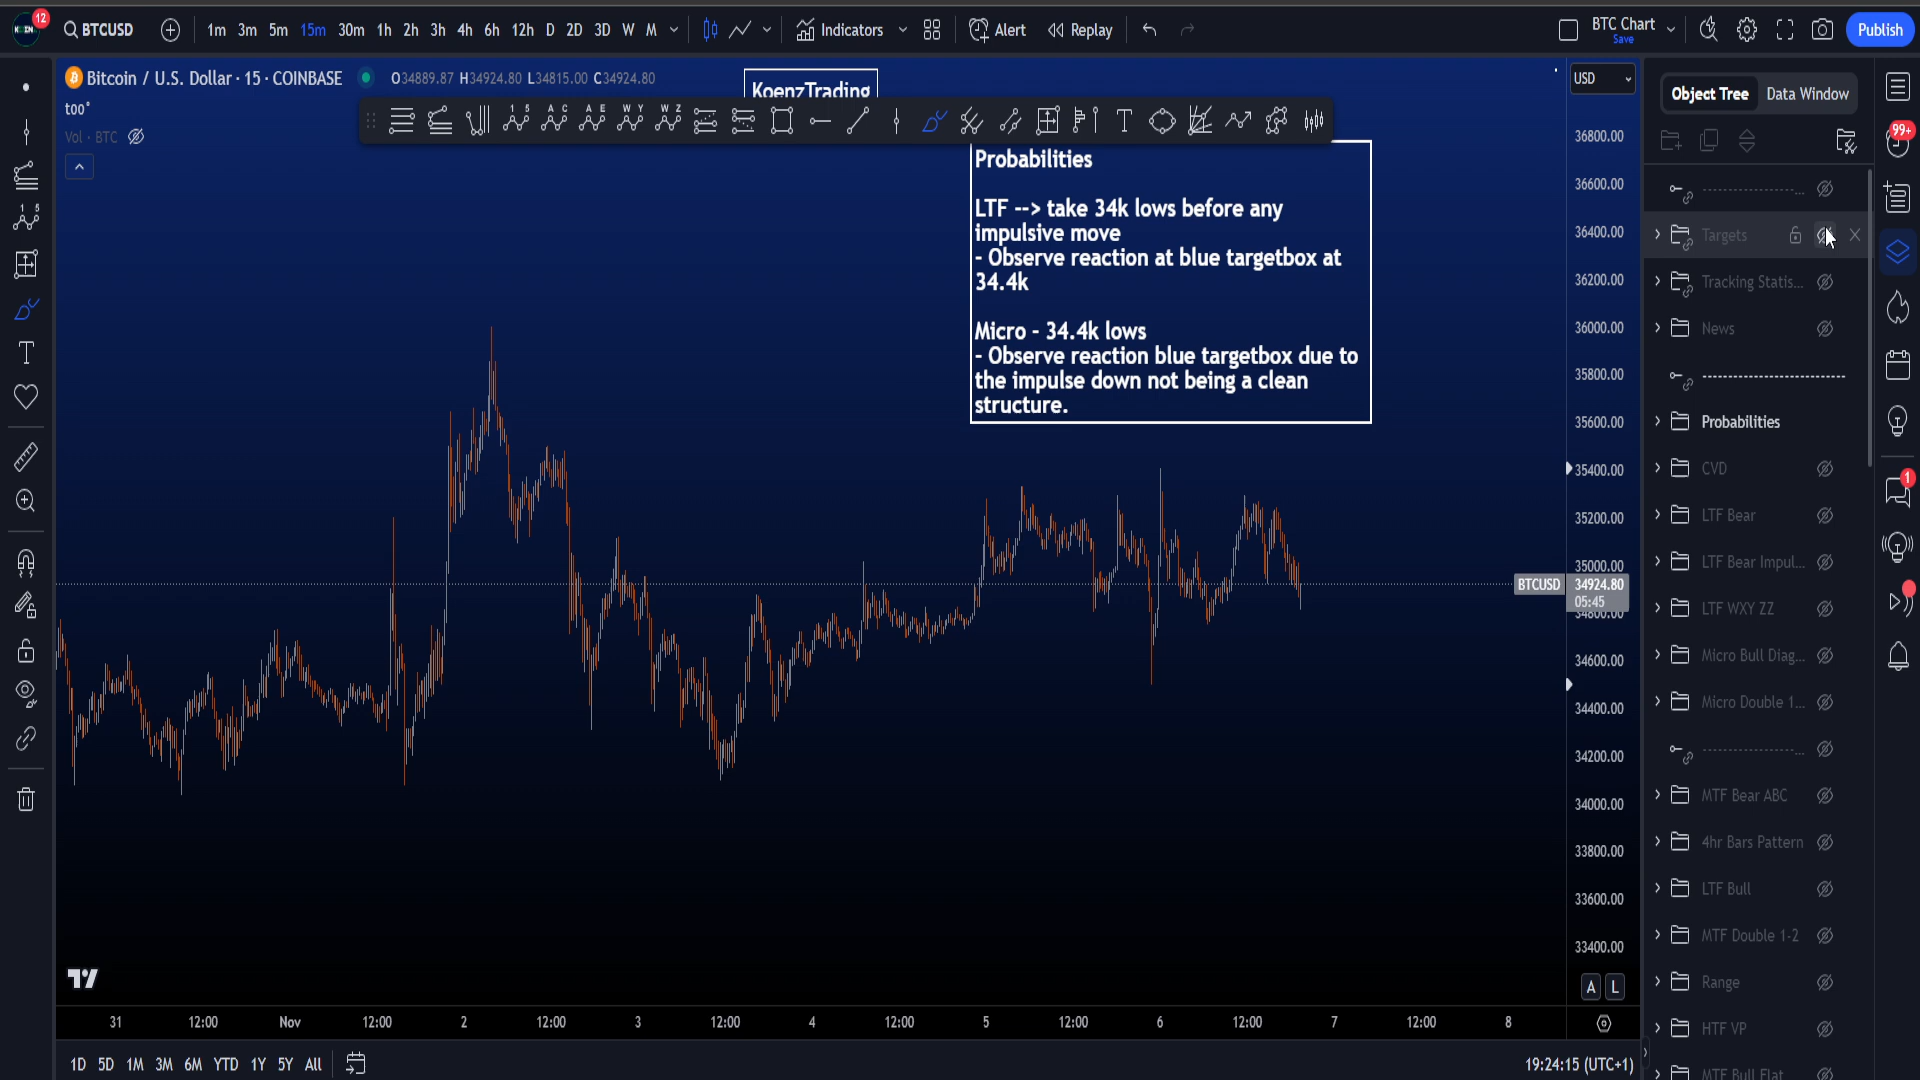 12
BTCUSD
1m 3m 5m 15m 30m 1h 2h 3h 4h 6h 12h D 2D 3D W M
Indicators
Alert
Replay
BTC Chart
Save
Publish
Bitcoin / U.S. Dollar · 15 · COINBASE
O34889.87 H34924.80 L34815.00 C34924.80
too*
Vol · BTC
KoenzTrading
Probabilities
LTF --> take 34k lows before any
impulsive move
- Observe reaction at blue targetbox at
34.4k
Micro - 34.4k lows
- Observe reaction blue targetbox due to
the impulse down not being a clean
structure.
USD
36800.00
36600.00
36400.00
36200.00
36000.00
35800.00
35600.00
35400.00
35200.00
35000.00
BTCUSD 34924.80
05:45
34800.00
34600.00
34400.00
34200.00
34000.00
33800.00
33600.00
33400.00
A L
31 12:00 Nov 12:00 2 12:00 3 12:00 4 12:00 5 12:00 6 12:00 7 12:00 8
1D 5D 1M 3M 6M YTD 1Y 5Y All
19:24:15 (UTC+1)
Object Tree
Data Window
Targets
Tracking Statis...
News
Probabilities
CVD
LTF Bear
LTF Bear Impul...
LTF WXY ZZ
Micro Bull Diag...
Micro Double 1...
MTF Bear ABC
4hr Bars Pattern
LTF Bull
MTF Double 1-2
Range
HTF VP
MTF Bull Flat
99+
1